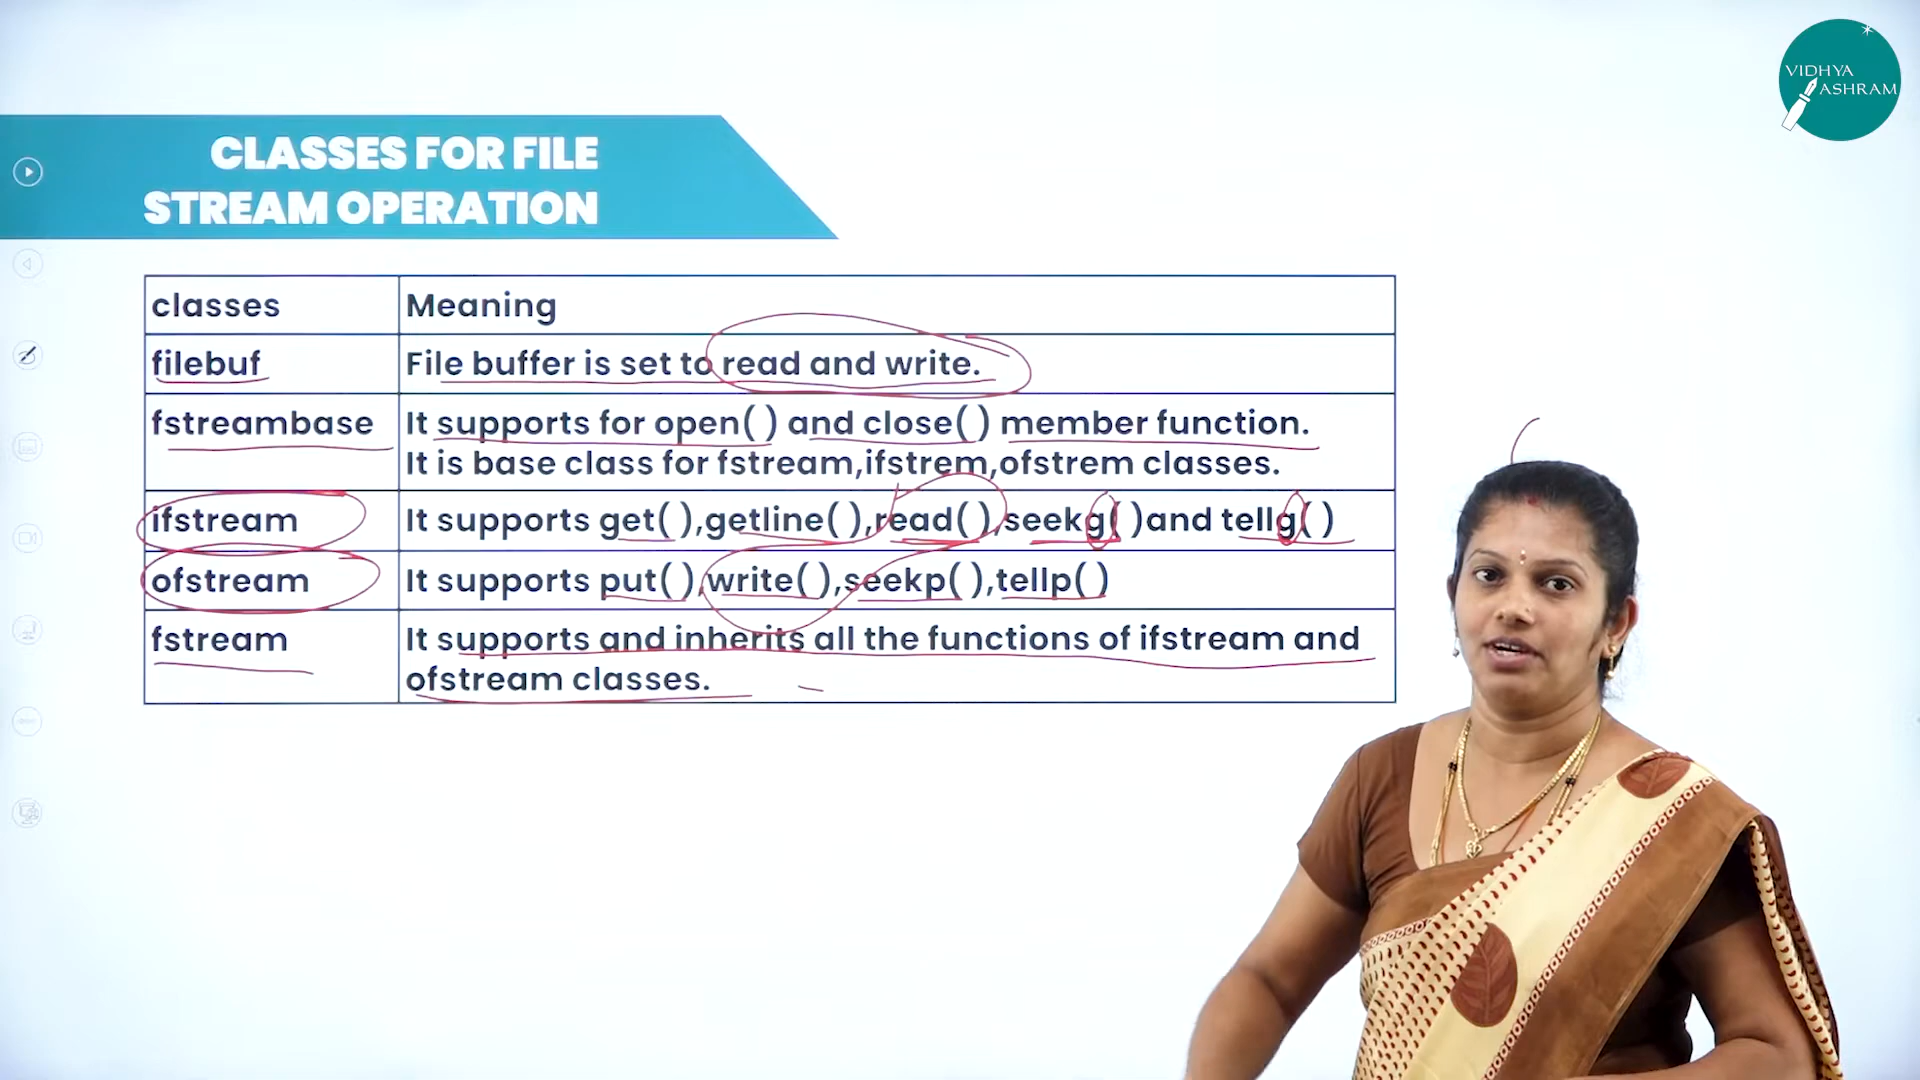 VIDHYA
ASHRAM
CLASSES FOR FILE
STREAM OPERATION
classes Meaning
filebuf File buffer is set to read and write.
fstreambase It supports for open( ) and close( ) member function.
It is base class for fstream,ifstrem,ofstrem classes.
ifstream It supports get( ),getline( ),read( ),seekg( )and tellg( )
ofstream It supports put( ),write( ),seekp( ),tellp( )
fstream It supports and inherits all the functions of ifstream and
ofstream classes.